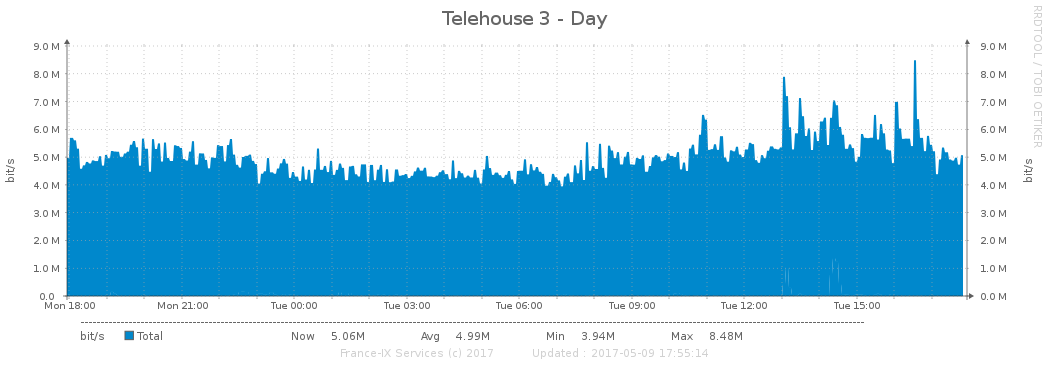 Telehouse 3 - Day
RRDTOOL / TOBI OETIKER
9.0 M 9.0 M
8.0 M 8.0 M
7.0 M 7.0 M
6.0 M 6.0 M
5.0 M 5.0 M
bit/s bit/s
4.0 M 4.0 M
3.0 M 3.0 M
2.0 M 2.0 M
1.0 M 1.0 M
0.0 0.0 M
Mon 18:00 Mon 21:00 Tue 00:00 Tue 03:00 Tue 06:00 Tue 09:00 Tue 12:00 Tue 15:00
bit/s Total Now 5.06M Avg 4.99M Min 3.94M Max 8.48M
France-IX Services (c) 2017 Updated : 2017-05-09 17:55:14